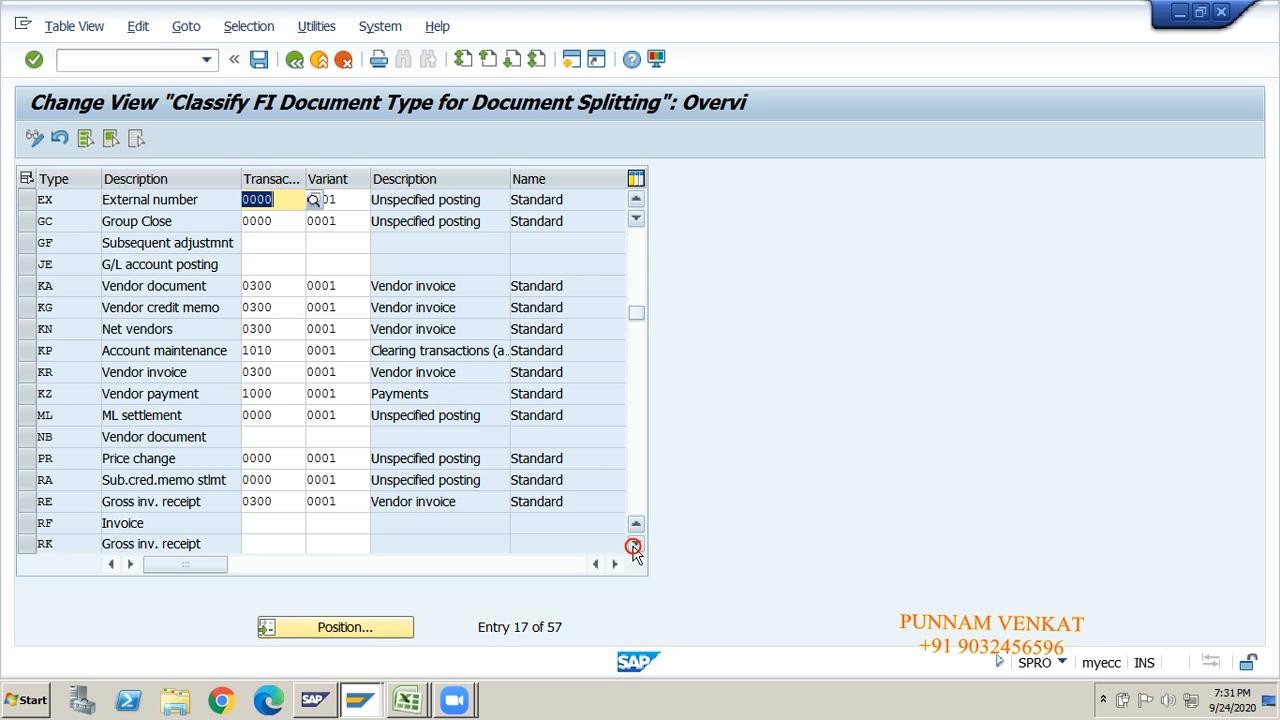 Table View Edit Goto Selection Utilities System Help
Change View "Classify FI Document Type for Document Splitting": Overvi
Type Description Transac... Variant Description Name
EX External number 0000 01 Unspecified posting Standard
GC Group Close 0000 0001 Unspecified posting Standard
GF Subsequent adjustmnt
JE G/L account posting
KA Vendor document 0300 0001 Vendor invoice Standard
KG Vendor credit memo 0300 0001 Vendor invoice Standard
KN Net vendors 0300 0001 Vendor invoice Standard
KP Account maintenance 1010 0001 Clearing transactions (a.. Standard
KR Vendor invoice 0300 0001 Vendor invoice Standard
KZ Vendor payment 1000 0001 Payments Standard
ML ML settlement 0000 0001 Unspecified posting Standard
NB Vendor document
PR Price change 0000 0001 Unspecified posting Standard
RA Sub.cred.memo stlmt 0000 0001 Unspecified posting Standard
RE Gross inv. receipt 0300 0001 Vendor invoice Standard
RF Invoice
RK Gross inv. receipt
Position... Entry 17 of 57
PUNNAM VENKAT
+91 9032456596
SAP SPRO myecc INS
Start SAP 7:31 PM
9/24/2020